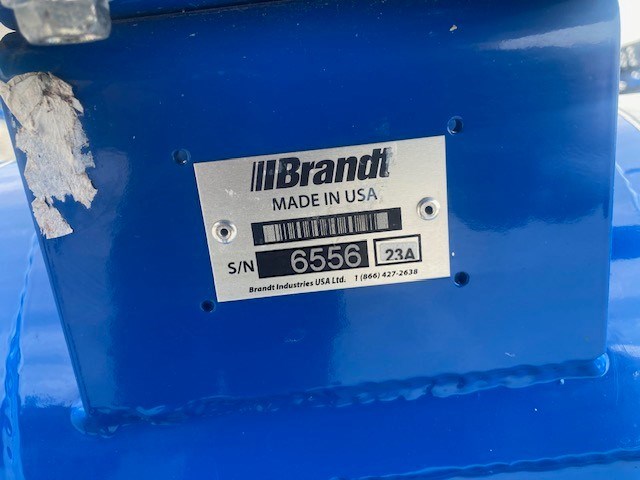 Brandt
MADE IN USA
S/N 6556 23A
Brandt Industries USA Ltd. 1 (866) 427-2638